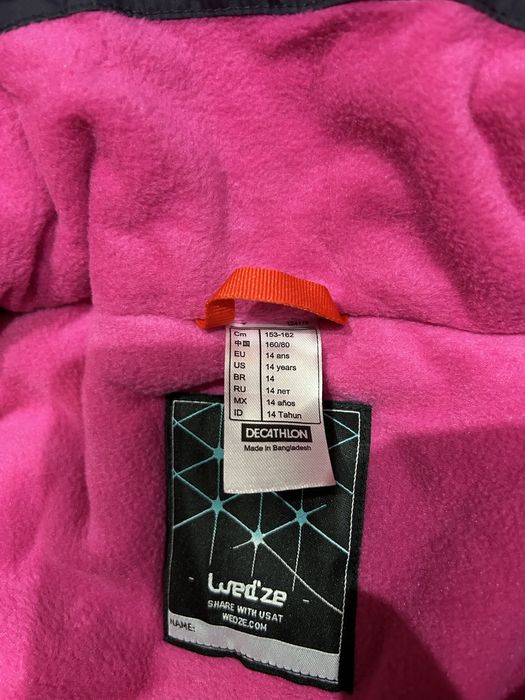 Cm 153-162
中国 160/80
EU 14 ans
US 14 years
BR 14
RU 14 лет
MX 14 años
ID 14 Tahun
DECATHLON
Made in Bangladesh
Wed'ze
SHARE WITH US AT
WEDZE.COM
NAME: